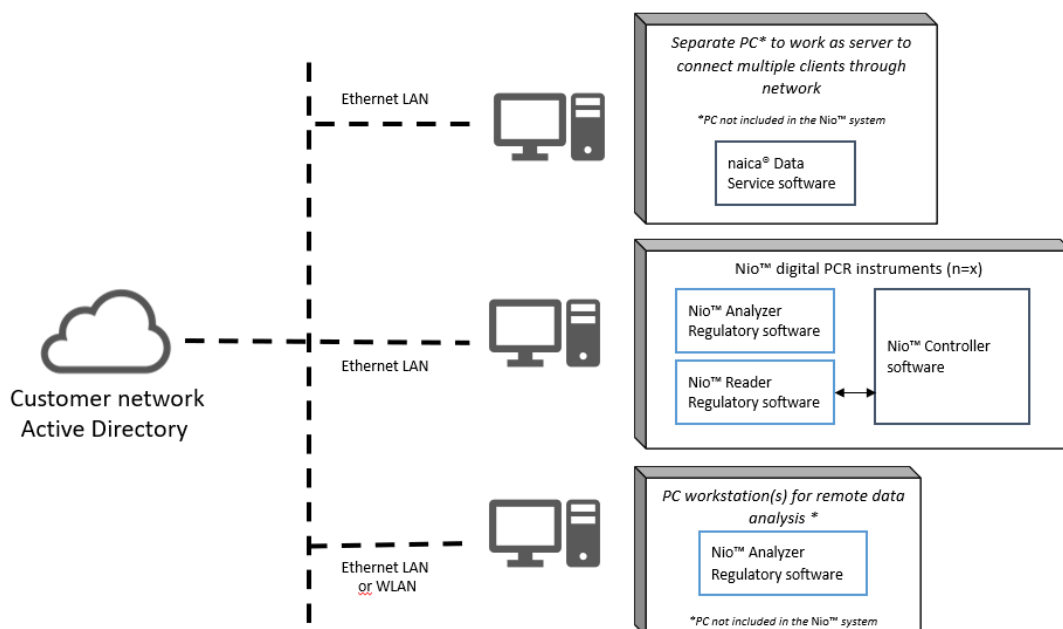 Separate PC* to work as server to
connect multiple clients through
network
*PC not included in the Nio™ system
naica® Data
Service software
Ethernet LAN
Nio™ digital PCR instruments (n=x)
Nio™ Analyzer
Regulatory software
Nio™ Reader
Regulatory software
Nio™ Controller
software
Ethernet LAN
Customer network
Active Directory
PC workstation(s) for remote data
analysis *
Nio™ Analyzer
Regulatory software
*PC not included in the Nio™ system
Ethernet LAN
or WLAN